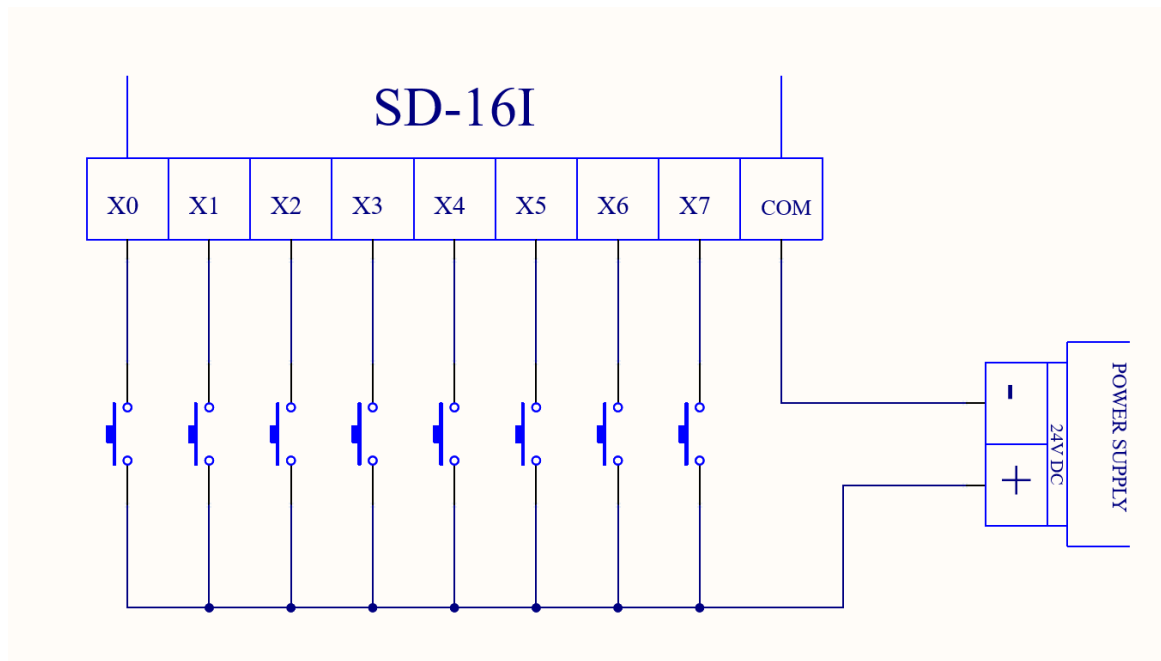 SD-16I
X0 X1 X2 X3 X4 X5 X6 X7 COM
-
+
24V DC
POWER SUPPLY